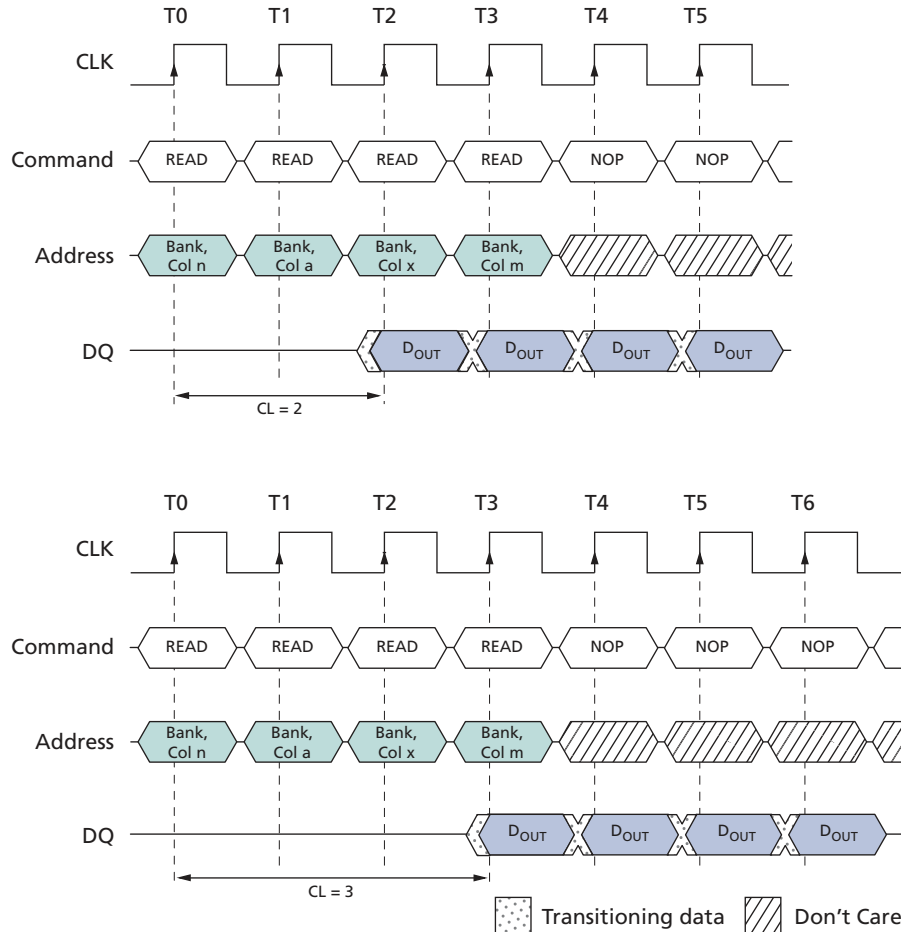 T0 T1 T2 T3 T4 T5
CLK
Command READ READ READ READ NOP NOP
Address Bank, Col n Bank, Col a Bank, Col x Bank, Col m
DQ DOUT DOUT DOUT DOUT
CL = 2
T0 T1 T2 T3 T4 T5 T6
CLK
Command READ READ READ READ NOP NOP NOP
Address Bank, Col n Bank, Col a Bank, Col x Bank, Col m
DQ DOUT DOUT DOUT DOUT
CL = 3
Transitioning data Don't Care